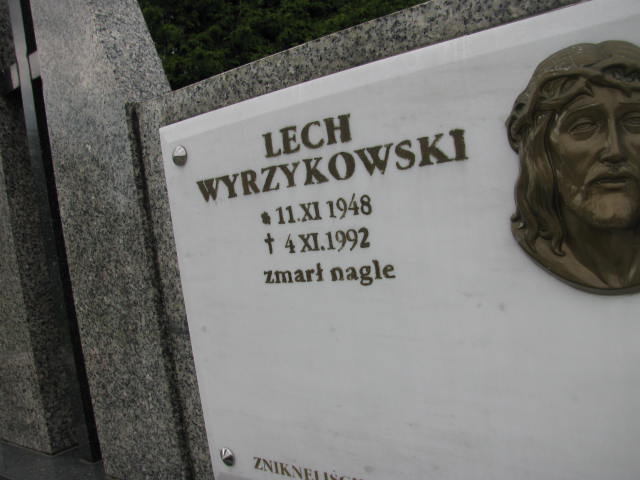 LECH
WYRZYKOWSKI
* 11.XI 1948
† 4 XI.1992
zmarł nagle